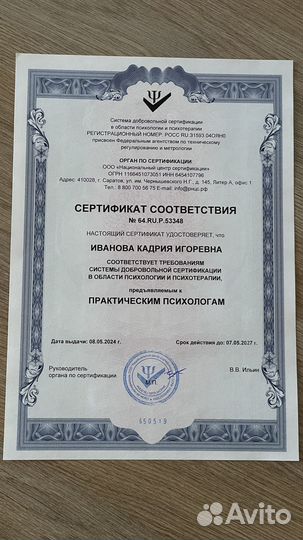 Система добровольной сертификации
в области психологии и психотерапии
РЕГИСТРАЦИОННЫЙ НОМЕР: РОСС RU.31593.04ОЛН0
присвоен Федеральным агентством по техническому
регулированию и метрологии
ОРГАН ПО СЕРТИФИКАЦИИ
ООО «Национальный центр сертификации»
ОГРН 1166451073051 ИНН 6454107796
Адрес: 410028, г. Саратов, ул. им. Чернышевского Н.Г., д. 145, Литер А, офис 1
Тел.: 8 800 700 56 75 E-mail: info@рнцс.рф
СЕРТИФИКАТ СООТВЕТСТВИЯ
№ 64.RU.P.53348
НАСТОЯЩИЙ СЕРТИФИКАТ УДОСТОВЕРЯЕТ, что
ИВАНОВА КАДРИЯ ИГОРЕВНА
СООТВЕТСТВУЕТ ТРЕБОВАНИЯМ
СИСТЕМЫ ДОБРОВОЛЬНОЙ СЕРТИФИКАЦИИ
В ОБЛАСТИ ПСИХОЛОГИИ И ПСИХОТЕРАПИИ,
предъявляемым к
ПРАКТИЧЕСКИМ ПСИХОЛОГАМ
Дата выдачи: 08.05.2024 г. Срок действия до: 07.05.2027 г.
Руководитель
органа по сертификации
М.П.
В.В. Ильин
Avito